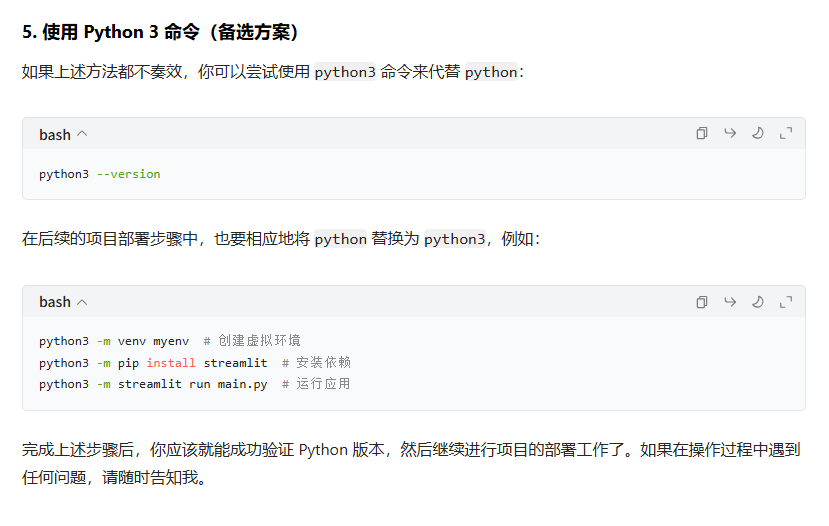 5. 使用 Python 3 命令（备选方案）
如果上述方法都不奏效，你可以尝试使用 python3 命令来代替 python：
bash
python3 --version
在后续的项目部署步骤中，也要相应地将 python 替换为 python3，例如：
bash
python3 -m venv myenv  # 创建虚拟环境
python3 -m pip install streamlit  # 安装依赖
python3 -m streamlit run main.py  # 运行应用
完成上述步骤后，你应该就能成功验证 Python 版本，然后继续进行项目的部署工作了。如果在操作过程中遇到
任何问题，请随时告知我。